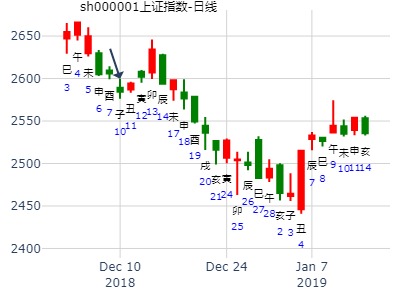 sh000001上证指数-日线
2650
2600
2550
2500
2450
2400
巳
3
午
4
未
5
申
6
酉
7
子
10
丑
11
寅
12
卯
13
辰
14
未
17
申
18
酉
19
戌
20
亥
21
寅
24
卯
25
辰
26
巳
27
午
28
亥
2
子
3
丑
4
辰
7
巳
8
午
9
未
10
申
11
亥
14
Dec 10
2018
Dec 24
Jan 7
2019